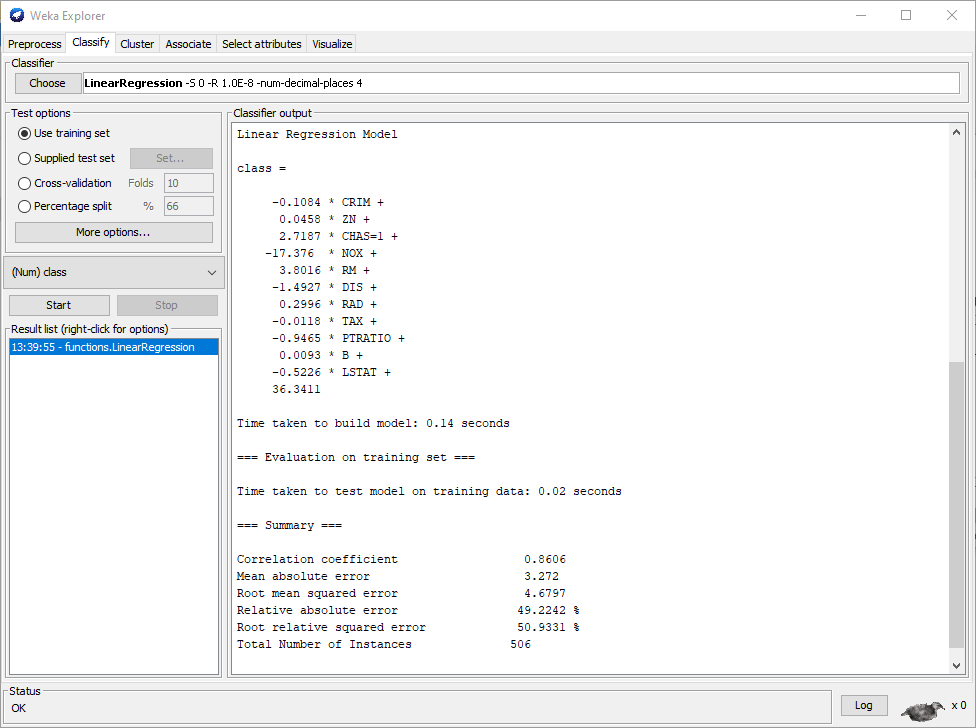 Weka Explorer
Preprocess Classify Cluster Associate Select attributes Visualize
Classifier
Choose LinearRegression -S 0 -R 1.0E-8 -num-decimal-places 4
Test options
Use training set
Supplied test set Set...
Cross-validation Folds 10
Percentage split % 66
More options...
(Num) class
Start Stop
Result list (right-click for options)
13:39:55 - functions.LinearRegression
Classifier output
Linear Regression Model
class =
-0.1084 * CRIM +
0.0458 * ZN +
2.7187 * CHAS=1 +
-17.376 * NOX +
3.8016 * RM +
-1.4927 * DIS +
0.2996 * RAD +
-0.0118 * TAX +
-0.9465 * PTRATIO +
0.0093 * B +
-0.5226 * LSTAT +
36.3411
Time taken to build model: 0.14 seconds
=== Evaluation on training set ===
Time taken to test model on training data: 0.02 seconds
=== Summary ===
Correlation coefficient 0.8606
Mean absolute error 3.272
Root mean squared error 4.6797
Relative absolute error 49.2242 %
Root relative squared error 50.9331 %
Total Number of Instances 506
Status
OK
Log
x 0